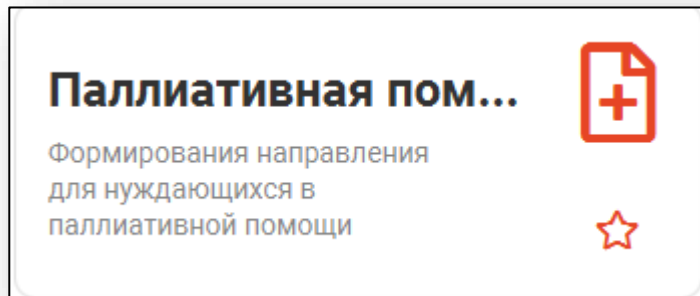 Паллиативная пом...
Формирования направления
для нуждающихся в
паллиативной помощи